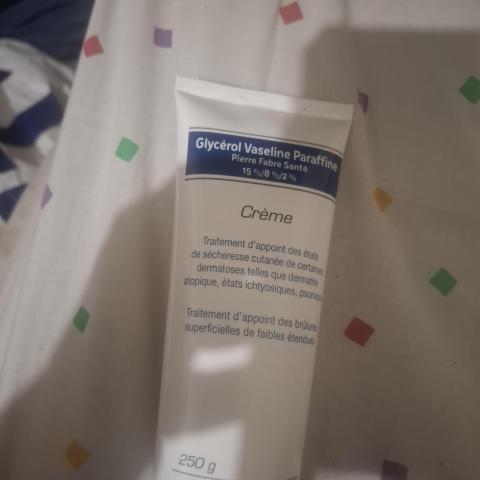 Glycérol Vaseline Paraffine
Pierre Fabre Santé
15 %/8 %/2 %
Crème
Traitement d'appoint des états
de sécheresse cutanée de certaines
dermatoses telles que dermatite
atopique, états ichtyosiques, psoriasis
Traitement d'appoint des brûlures
superficielles de faibles étendues
250 g